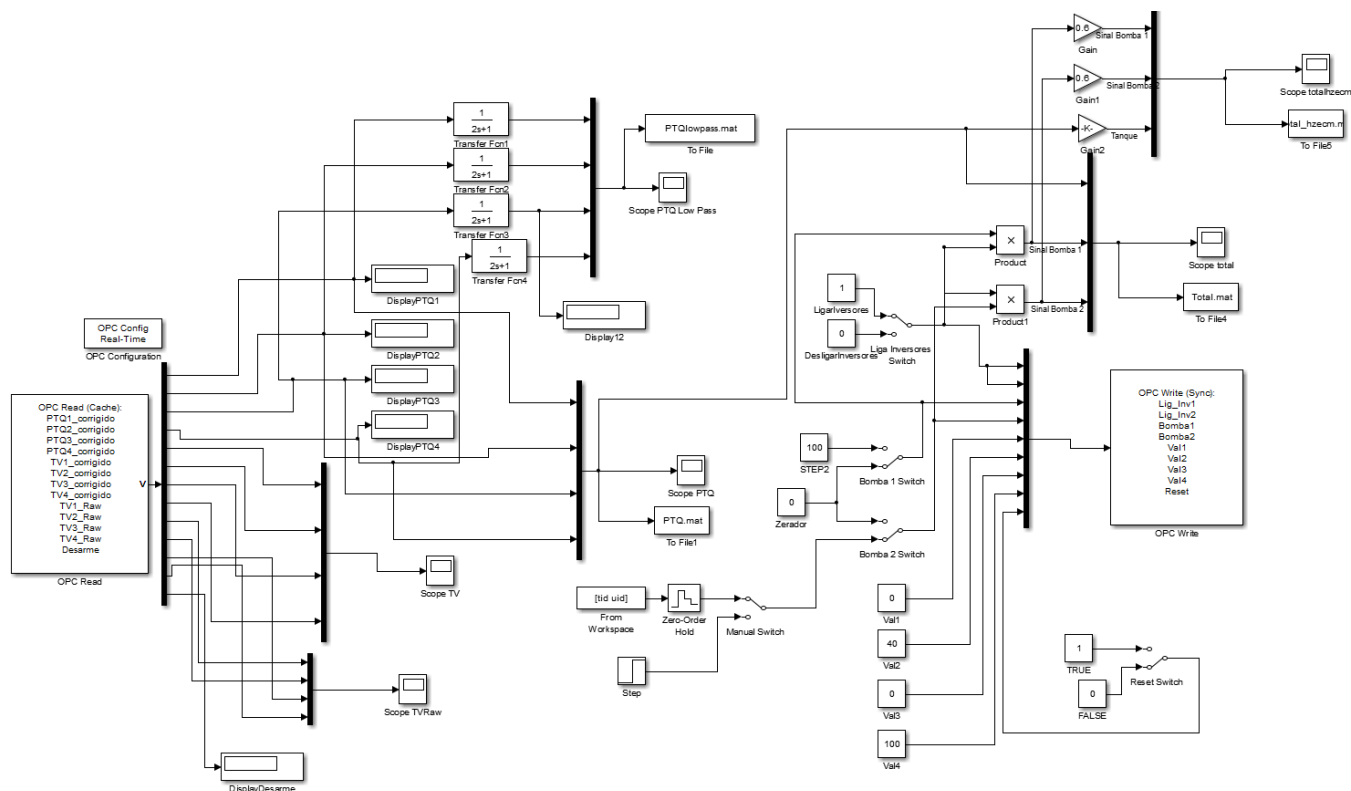 0.6
Sinal Bomba 1
Gain
0.6
Sinal Bomba 2
Gain1
-K-
Tanque
Gain2
Scope totalhzecm
tal_hzecm.m
To File5
1
2s+1
Transfer Fcn1
1
2s+1
Transfer Fcn2
1
2s+1
Transfer Fcn3
1
2s+1
Transfer Fcn4
PTQlowpass.mat
To File
Scope PTQ Low Pass
DisplayPTQ1
DisplayPTQ2
DisplayPTQ3
DisplayPTQ4
Display12
OPC Config
Real-Time
OPC Configuration
OPC Read (Cache):
PTQ1_corrigido
PTQ2_corrigido
PTQ3_corrigido
PTQ4_corrigido
TV1_corrigido
TV2_corrigido
TV3_corrigido
TV4_corrigido
TV1_Raw
TV2_Raw
TV3_Raw
TV4_Raw
Desarme
V
OPC Read
Scope TV
Scope TVRaw
DisplayDesarme
Scope PTQ
PTQ.mat
To File1
×
Product
Sinal Bomba 1
×
Product1
Sinal Bomba 2
Scope total
Total.mat
To File4
1
LigarIversores
0
DesligarInversores
Liga Inversores
Switch
100
STEP2
Bomba 1 Switch
0
Zerador
Bomba 2 Switch
[tid uid]
From
Workspace
Zero-Order
Hold
Manual Switch
Step
0
Val1
40
Val2
0
Val3
100
Val4
OPC Write (Sync):
Lig_Inv1
Lig_Inv2
Bomba1
Bomba2
Val1
Val2
Val3
Val4
Reset
OPC Write
1
TRUE
0
FALSE
Reset Switch